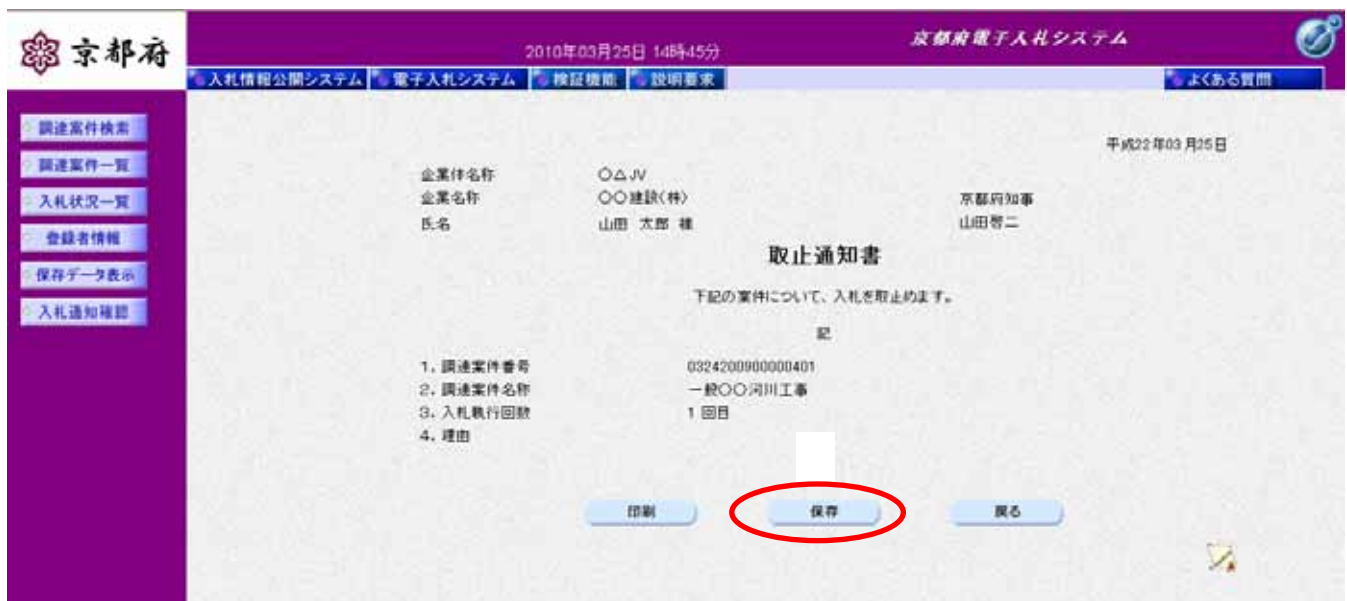 京都府
2010年03月25日 14時45分
京都府電子入札システム
入札情報公開システム 電子入札システム 検証機能 説明要求 よくある質問
調達案件検索
調達案件一覧
入札状況一覧
登録者情報
保存データ表示
入札通知確認
平成22年03月25日
企業体名称 〇△JV
企業名称 〇〇建設(株) 京都府知事
氏名 山田 太郎 様 山田啓二
取止通知書
下記の案件について、入札を取止めます。
記
1. 調達案件番号 0324200900000401
2. 調達案件名称 一般〇〇河川工事
3. 入札執行回数 1 回目
4. 理由
印刷 保存 戻る